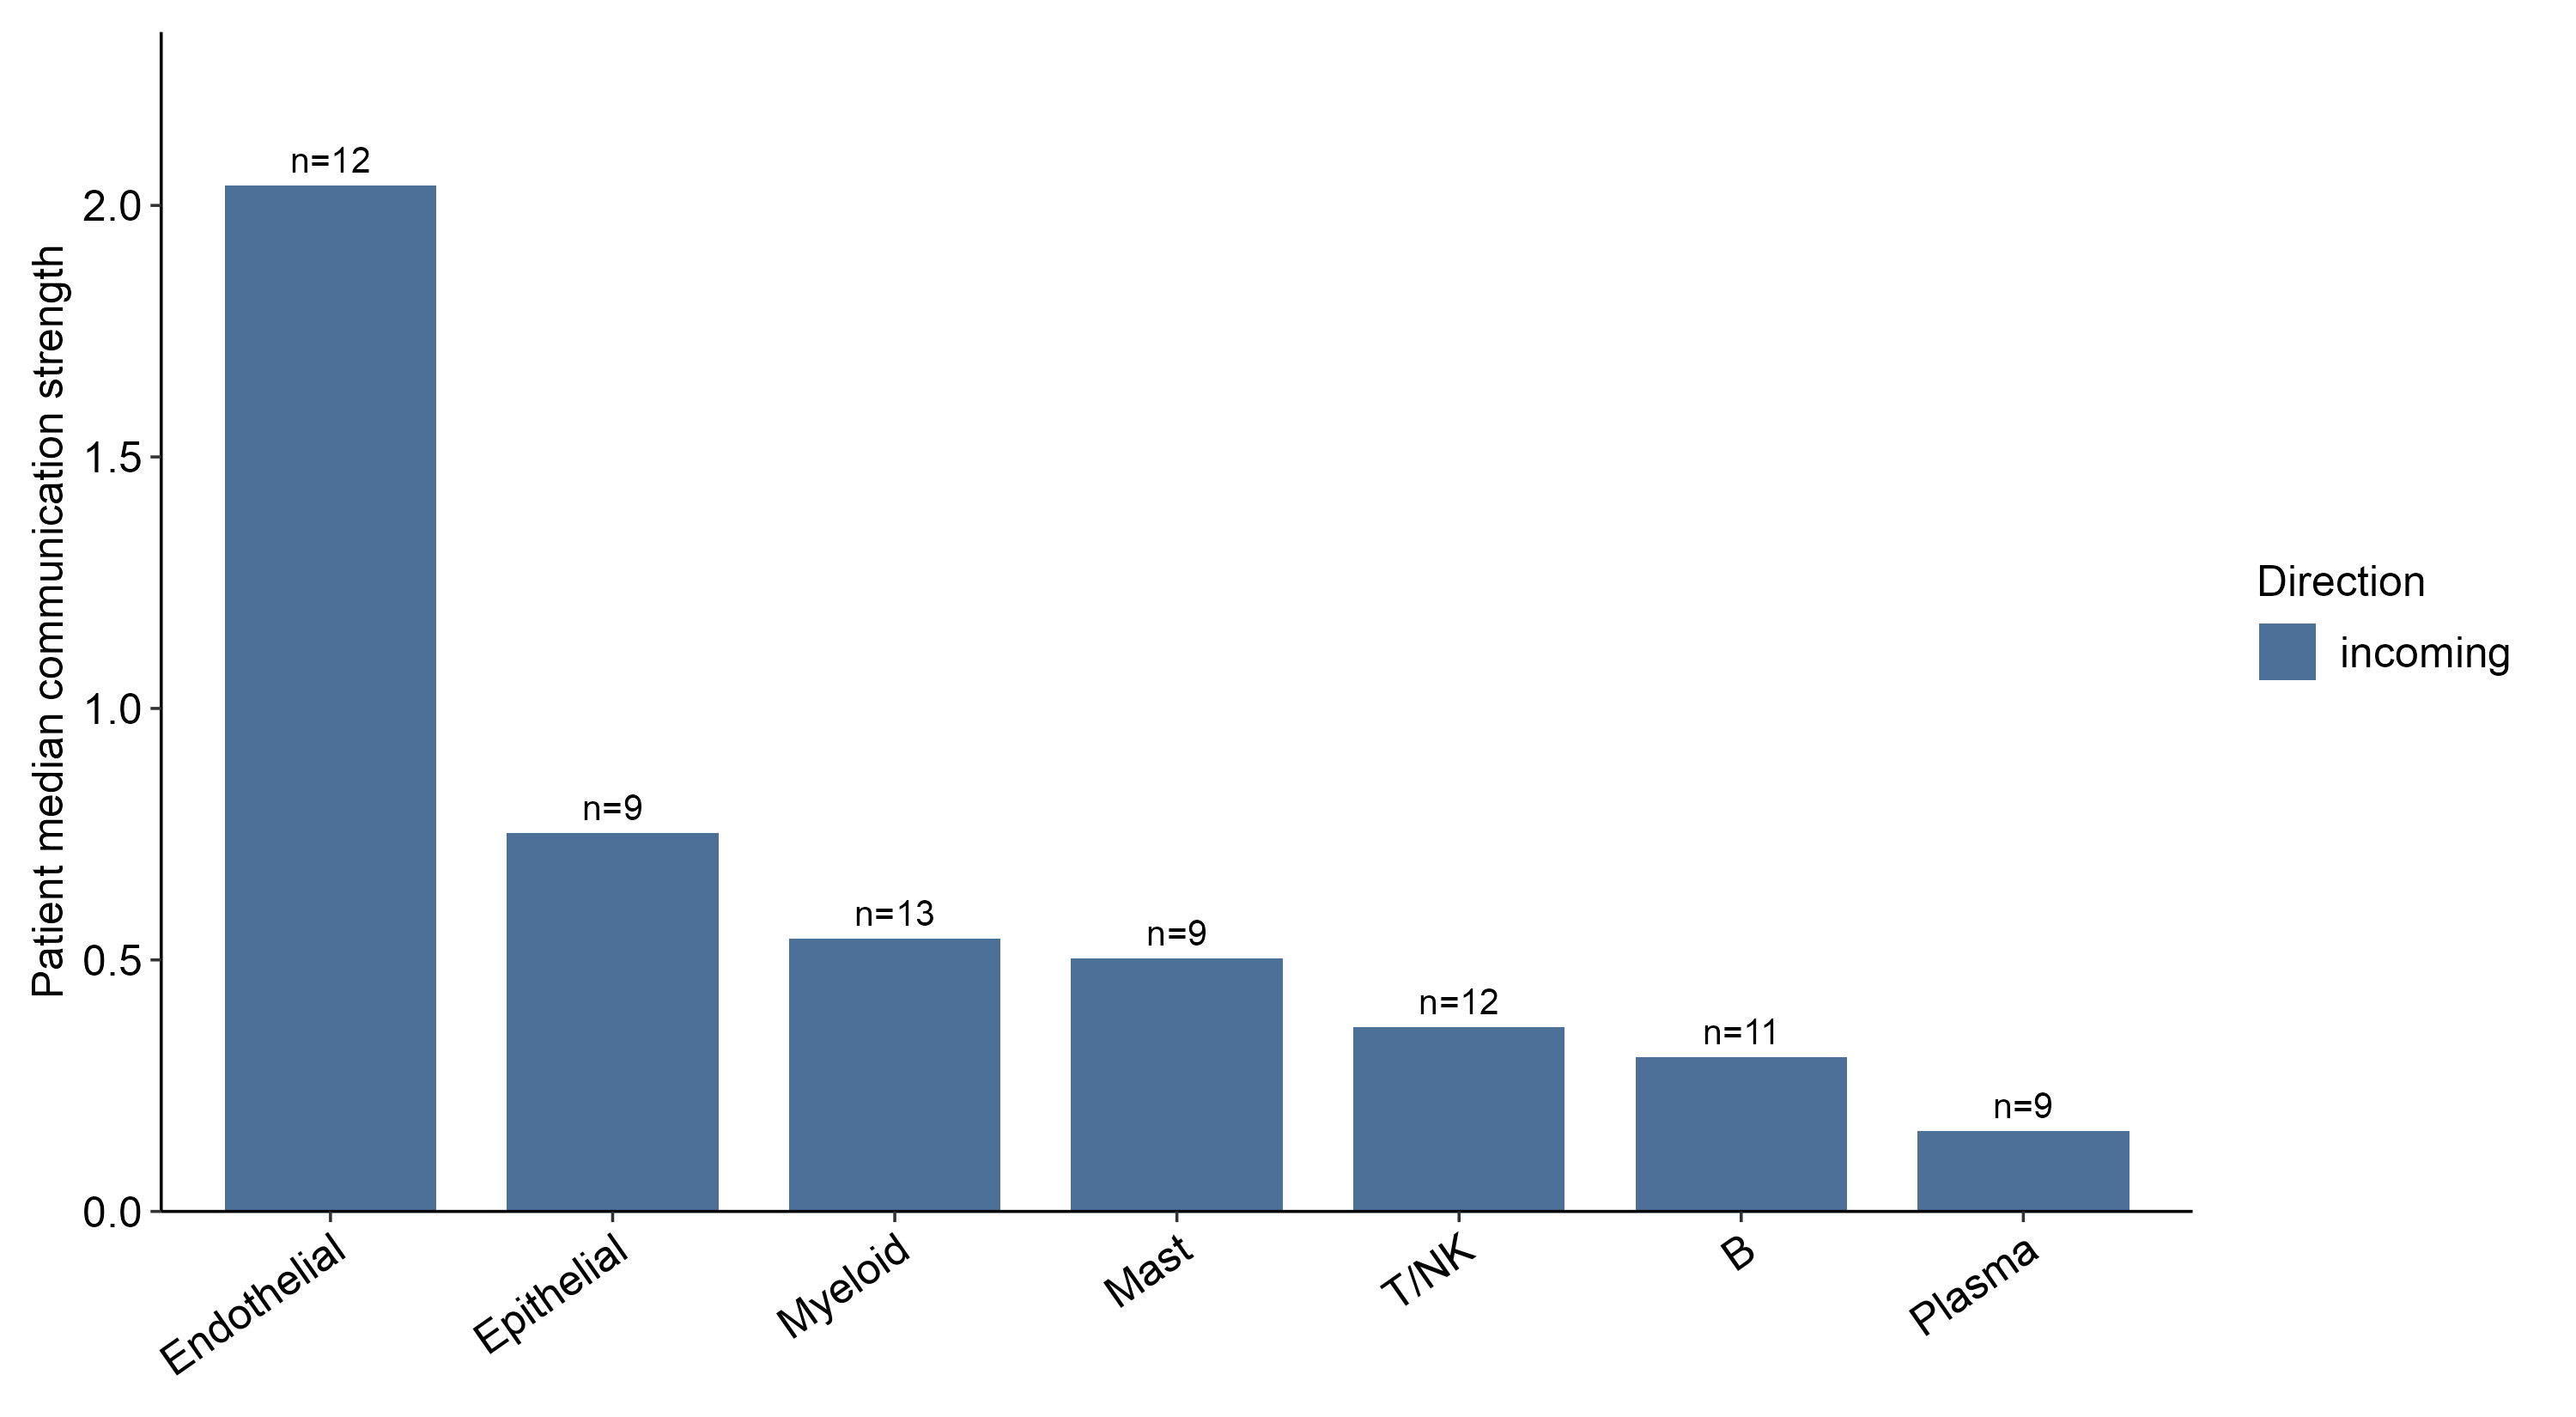 Patient median communication strength
2.0
1.5
1.0
0.5
0.0
n=12
n=9
n=13
n=9
n=12
n=11
n=9
Endothelial
Epithelial
Myeloid
Mast
T/NK
B
Plasma
Direction
incoming